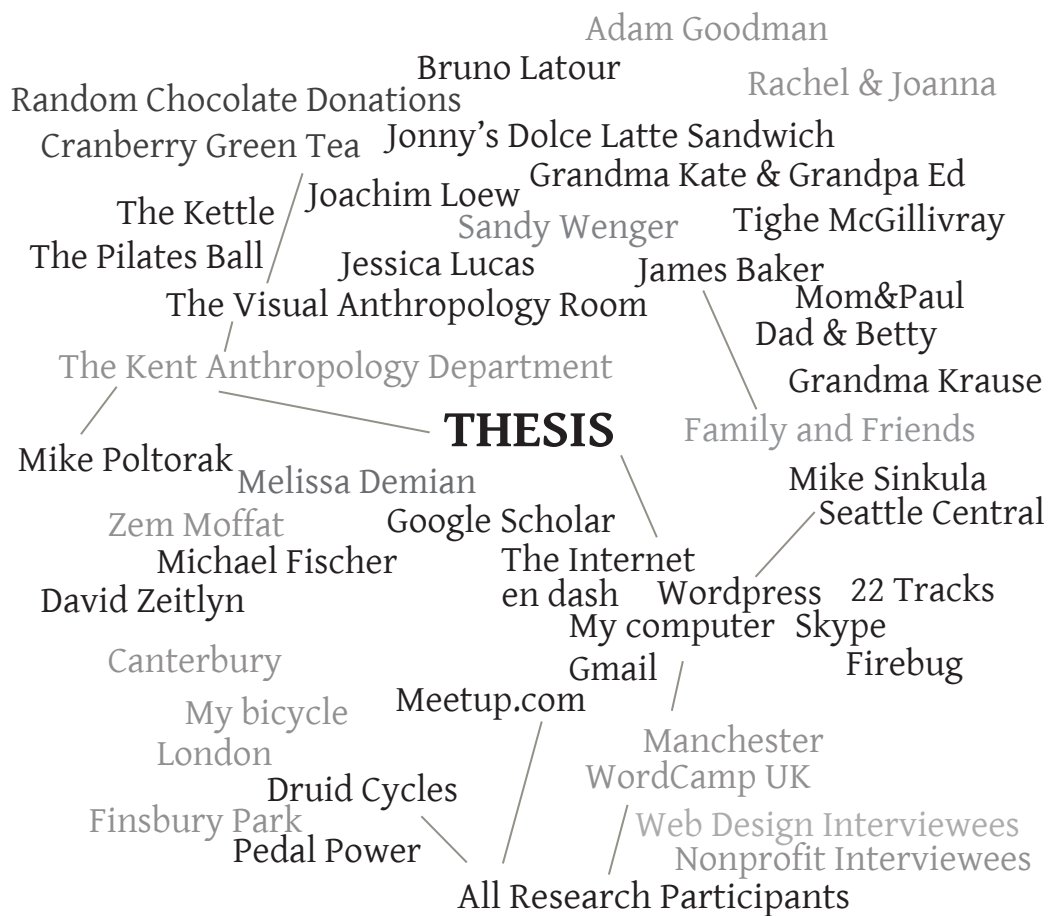 Adam Goodman
Bruno Latour
Rachel & Joanna
Random Chocolate Donations
Jonny’s Dolce Latte Sandwich
Cranberry Green Tea
Grandma Kate & Grandpa Ed
Joachim Loew
The Kettle
Tighe McGillivray
Sandy Wenger
The Pilates Ball
Jessica Lucas
James Baker
Mom&Paul
The Visual Anthropology Room
Dad & Betty
The Kent Anthropology Department
Grandma Krause
THESIS
Family and Friends
Mike Poltorak
Mike Sinkula
Melissa Demian
Seattle Central
Google Scholar
Zem Moffat
The Internet
Michael Fischer
22 Tracks
Wordpress
en dash
David Zeitlyn
My computer
Skype
Canterbury
Firebug
Gmail
Meetup.com
My bicycle
Manchester
London
WordCamp UK
Druid Cycles
Finsbury Park
Web Design Interviewees
Pedal Power
Nonprofit Interviewees
All Research Participants